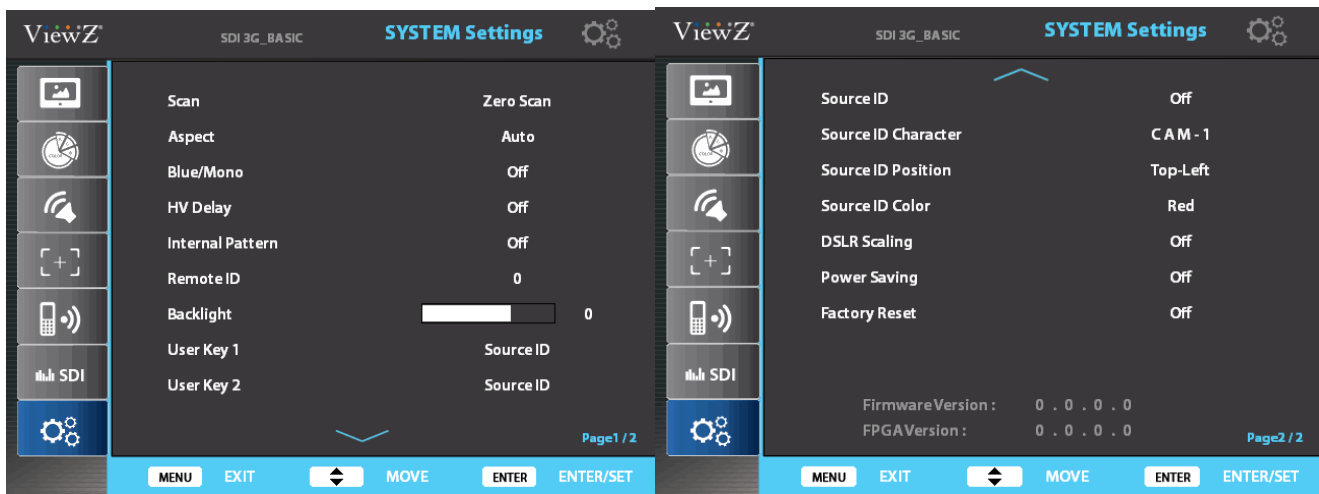 ViewZ SDI 3G_BASIC SYSTEM Settings
Scan Zero Scan
Aspect Auto
Blue/Mono Off
HV Delay Off
Internal Pattern Off
Remote ID 0
Backlight 0
User Key 1 Source ID
User Key 2 Source ID
COLOR
SDI
Page1 / 2
MENU EXIT MOVE ENTER ENTER/SET
ViewZ SDI 3G_BASIC SYSTEM Settings
Source ID Off
Source ID Character C A M - 1
Source ID Position Top-Left
Source ID Color Red
DSLR Scaling Off
Power Saving Off
Factory Reset Off
COLOR
SDI
Firmware Version : 0 . 0 . 0 . 0
FPGA Version : 0 . 0 . 0 . 0
Page2 / 2
MENU EXIT MOVE ENTER ENTER/SET